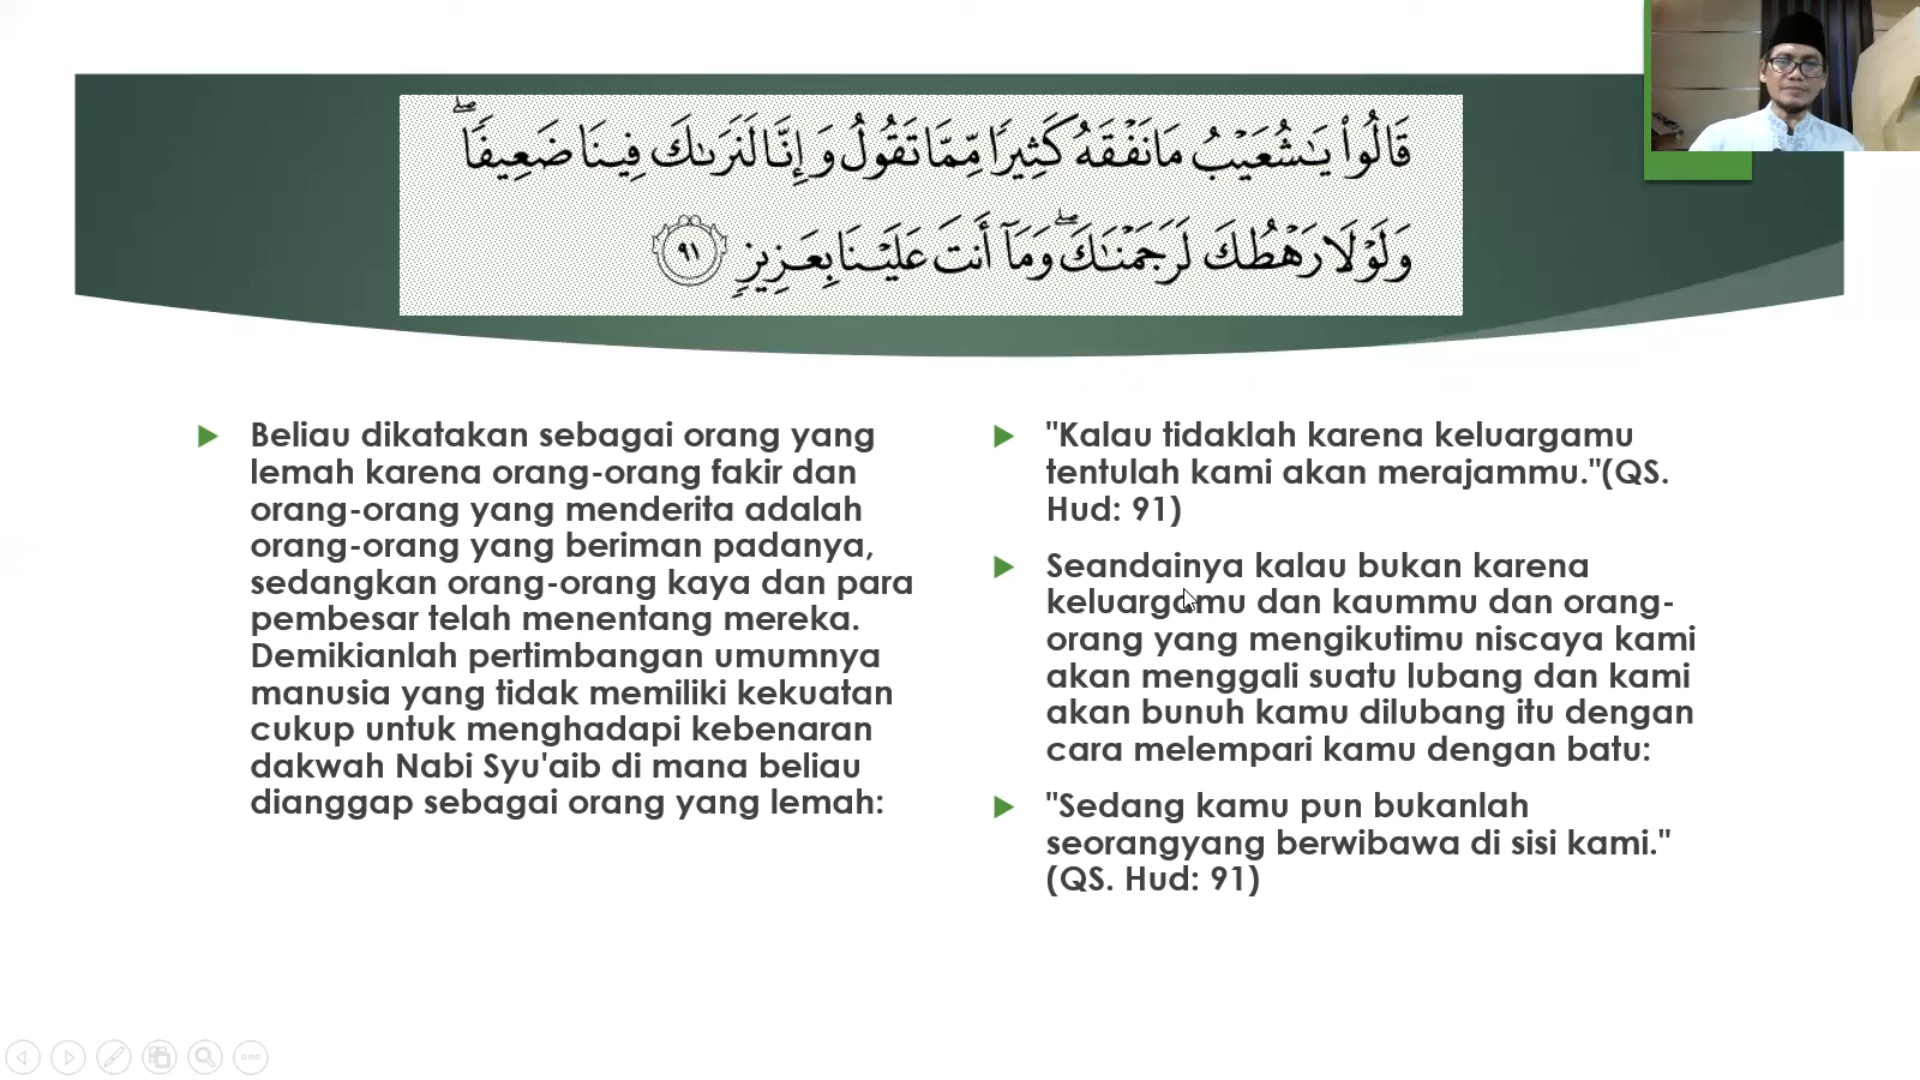 قَالُوا۟ يَـٰشُعَيْبُ مَا نَفْقَهُ كَثِيرًا مِّمَّا تَقُولُ وَإِنَّا لَنَرَىٰكَ فِينَا ضَعِيفًا ۖ
وَلَوْلَا رَهْطُكَ لَرَجَمْنَـٰكَ ۖ وَمَآ أَنتَ عَلَيْنَا بِعَزِيزٍ ٩١
Beliau dikatakan sebagai orang yang
lemah karena orang-orang fakir dan
orang-orang yang menderita adalah
orang-orang yang beriman padanya,
sedangkan orang-orang kaya dan para
pembesar telah menentang mereka.
Demikianlah pertimbangan umumnya
manusia yang tidak memiliki kekuatan
cukup untuk menghadapi kebenaran
dakwah Nabi Syu'aib di mana beliau
dianggap sebagai orang yang lemah:
"Kalau tidaklah karena keluargamu
tentulah kami akan merajammu."(QS.
Hud: 91)
Seandainya kalau bukan karena
keluargamu dan kaummu dan orang-
orang yang mengikutimu niscaya kami
akan menggali suatu lubang dan kami
akan bunuh kamu dilubang itu dengan
cara melempari kamu dengan batu:
"Sedang kamu pun bukanlah
seorangyang berwibawa di sisi kami."
(QS. Hud: 91)